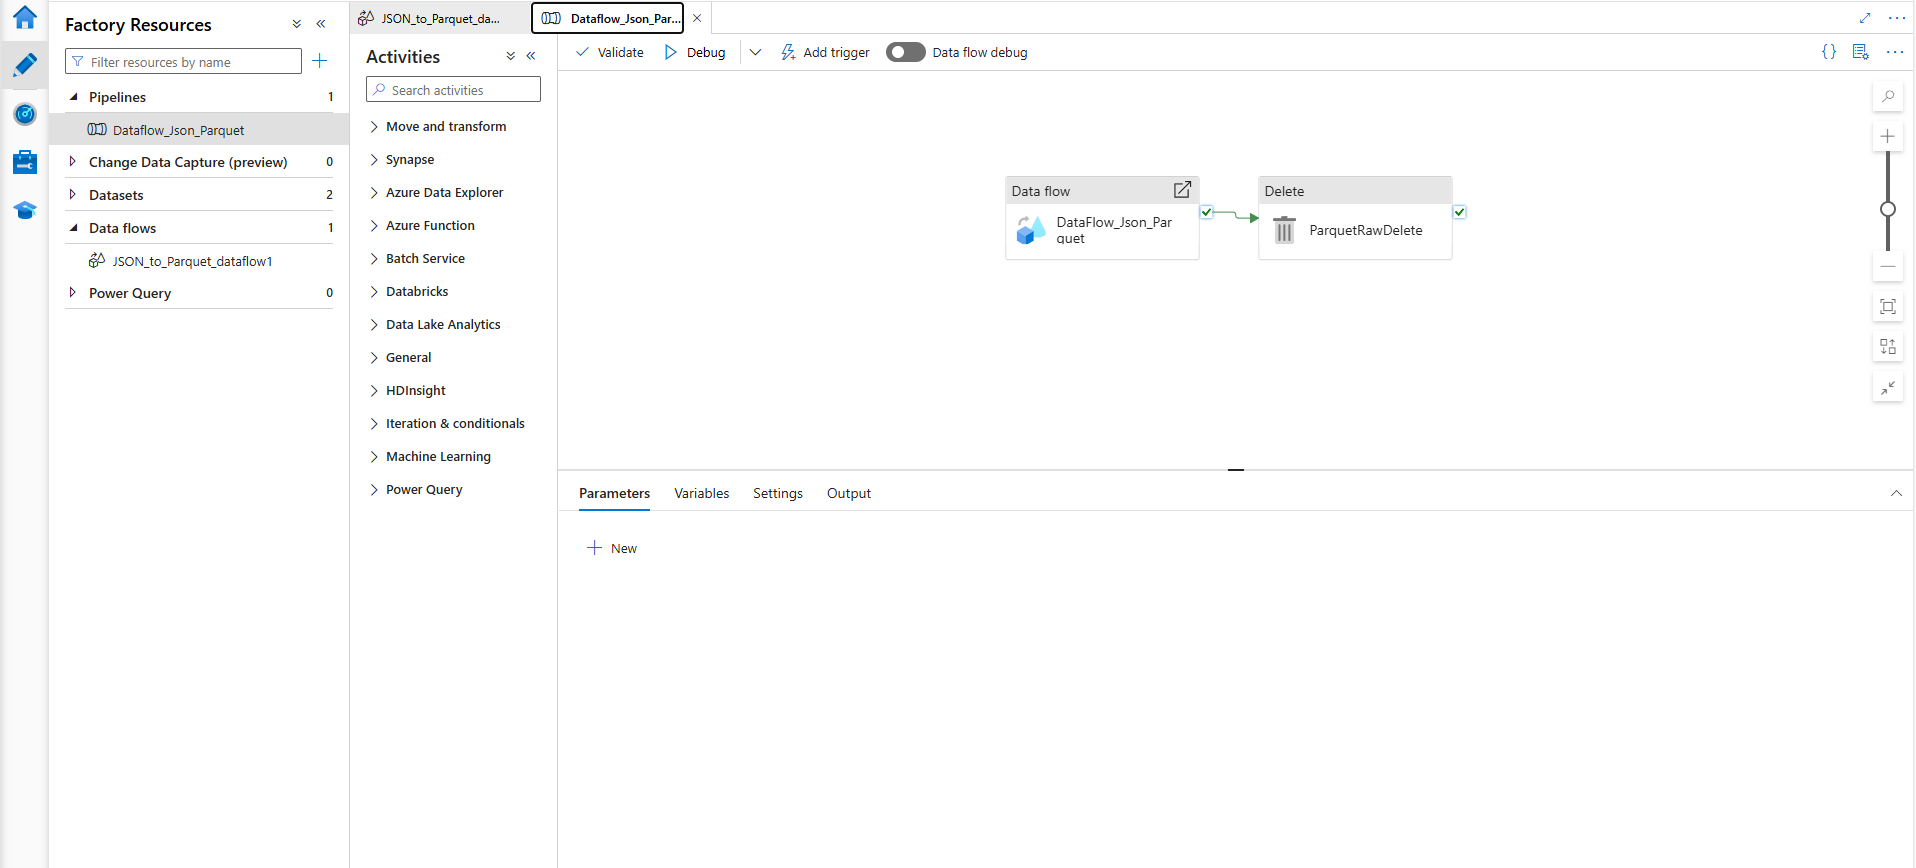 Factory Resources
Filter resources by name
Pipelines 1
Dataflow_Json_Parquet
Change Data Capture (preview) 0
Datasets 2
Data flows 1
JSON_to_Parquet_dataflow1
Power Query 0
JSON_to_Parquet_da...
Dataflow_Json_Par...
Activities
Search activities
Move and transform
Synapse
Azure Data Explorer
Azure Function
Batch Service
Databricks
Data Lake Analytics
General
HDInsight
Iteration & conditionals
Machine Learning
Power Query
Validate Debug Add trigger Data flow debug
Data flow
DataFlow_Json_Par
quet
Delete
ParquetRawDelete
Parameters Variables Settings Output
New